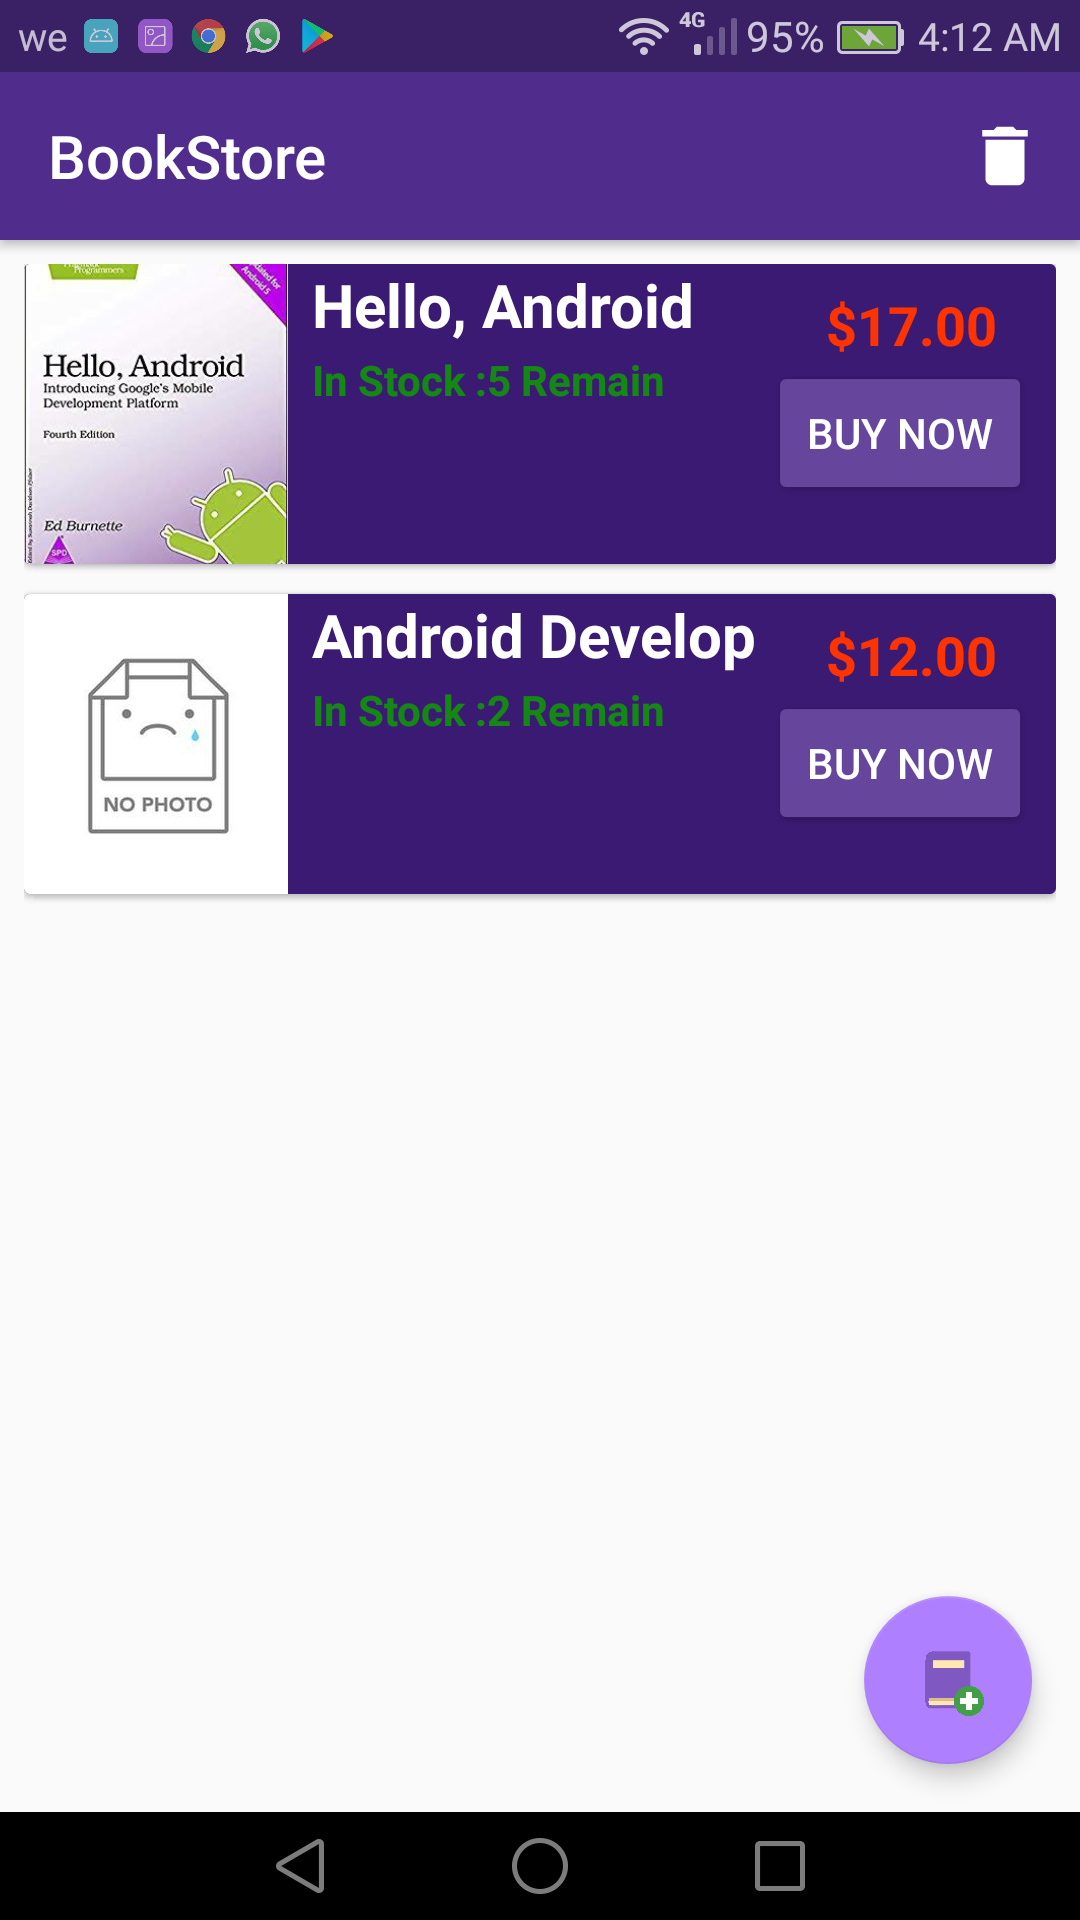 we 4G 95% 4:12 AM
BookStore
Programmers
Updated for
Android 5
Hello, Android
Introducing Google's Mobile
Development Platform
Fourth Edition
Ed Burnette
SPD
Hello, Android
In Stock :5 Remain
$17.00
BUY NOW
NO PHOTO
Android Develop
In Stock :2 Remain
$12.00
BUY NOW